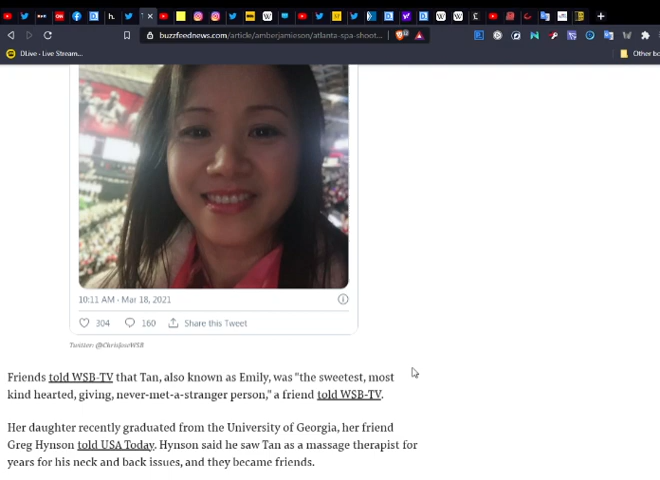 buzzfeednews.com/article/amberjamieson/atlanta-spa-shoot...
DLive - Live Stream...
Other bo
10:11 AM - Mar 18, 2021
304
160
Share this Tweet
Twitter: @ChrisJoseWSB
Friends told WSB-TV that Tan, also known as Emily, was "the sweetest, most
kind hearted, giving, never-met-a-stranger person," a friend told WSB-TV.
Her daughter recently graduated from the University of Georgia, her friend
Greg Hynson told USA Today. Hynson said he saw Tan as a massage therapist for
years for his neck and back issues, and they became friends.